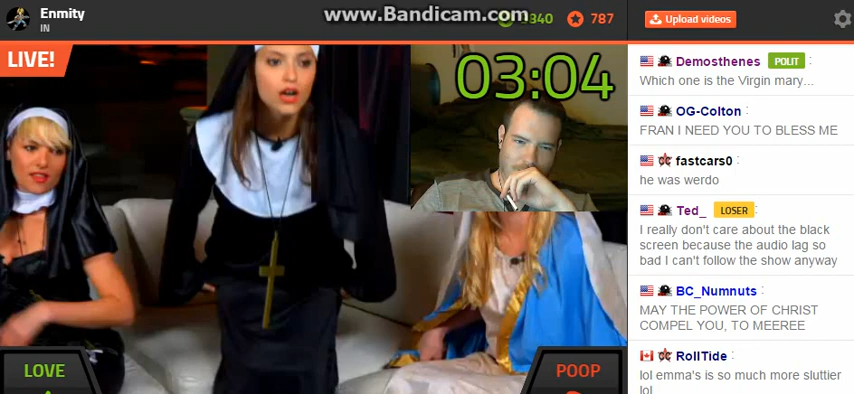 Enmity
IN
www.Bandicam.com
340
787
Upload videos
LIVE!
03:04
Demosthenes POLIT :
Which one is the Virgin mary...
OG-Colton :
FRAN I NEED YOU TO BLESS ME
fastcars0 :
he was werdo
Ted_ LOSER :
I really don't care about the black
screen because the audio lag so
bad I can't follow the show anyway
BC_Numnuts :
MAY THE POWER OF CHRIST
COMPEL YOU, TO MEEREE
RollTide :
lol emma's is so much more sluttier
lol
LOVE
POOP